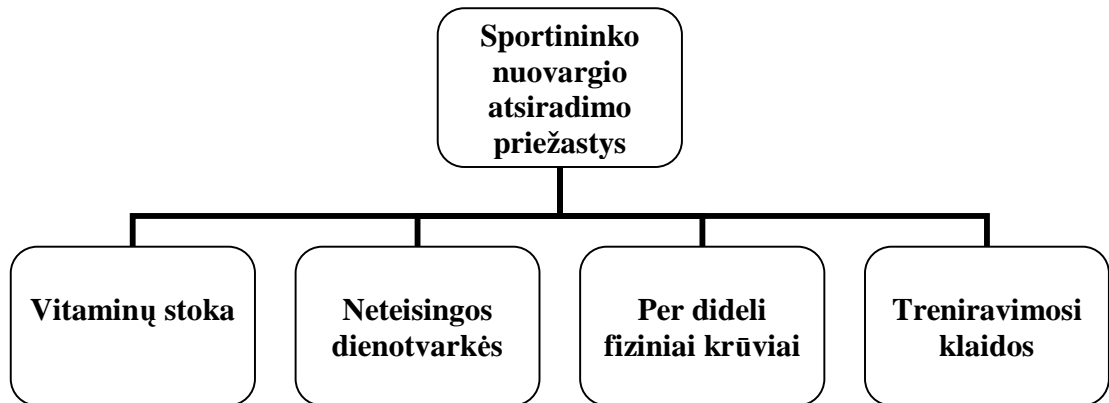 Sportininko
nuovargio
atsiradimo
priežastys
Vitaminų stoka
Neteisingos
dienotvarkės
Per dideli
fiziniai krūviai
Treniravimosi
klaidos